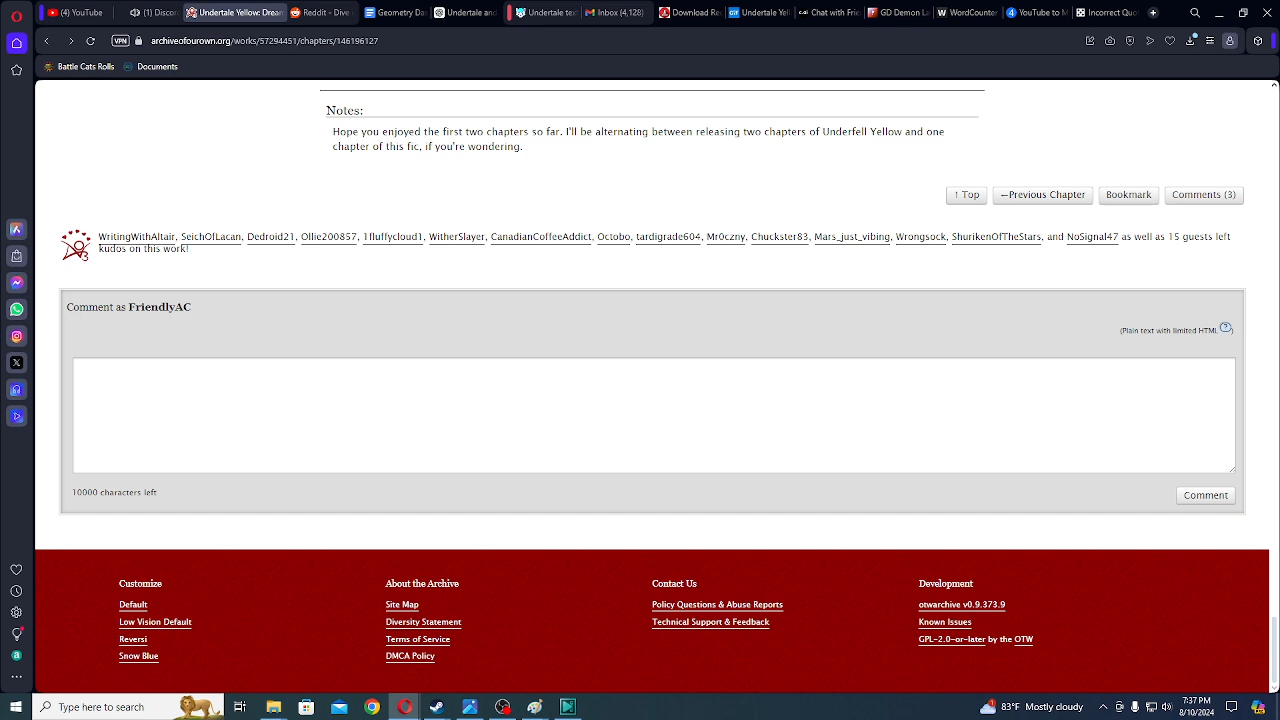 YouTube
(1) Discor
Undertale Yellow: Dream
Reddit - Dive
Geometry Das
Undertale and
Undertale tex
Inbox (4,128)
Download Rec
Undertale Yell
Chat with Frie
GD Demon La
WordCounter
YouTube to M
Incorrect Quo
VPN
archiveofourown.org/works/57294451/chapters/146196127
Battle Cats Rolls
Documents
Notes:
Hope you enjoyed the first two chapters so far. I'll be alternating between releasing two chapters of Underfell Yellow and one
chapter of this fic, if you're wondering.
↑ Top
←Previous Chapter
Bookmark
Comments (3)
WritingWithAltair, SeichOfLacan, Dedroid21, Ollie200857, 1fluffycloud1, WitherSlayer, CanadianCoffeeAddict, Octobo, tardigrade604, Mr0czny, Chuckster83, Mars_just_vibing, Wrongsock, ShurikenOfTheStars, and NoSignal47 as well as 15 guests left
kudos on this work!
Comment as FriendlyAC
(Plain text with limited HTML ?)
10000 characters left
Comment
Customize
Default
Low Vision Default
Reversi
Snow Blue
About the Archive
Site Map
Diversity Statement
Terms of Service
DMCA Policy
Contact Us
Policy Questions & Abuse Reports
Technical Support & Feedback
Development
otwarchive v0.9.373.9
Known Issues
GPL-2.0-or-later by the OTW
Type here to search
83°F Mostly cloudy
7:37 PM
8/10/2024